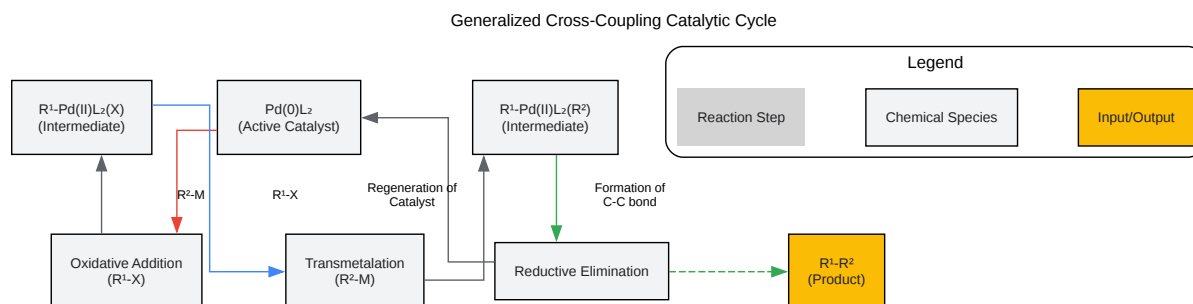 Generalized Cross-Coupling Catalytic Cycle
Legend
Reaction Step
Chemical Species
Input/Output
R¹-Pd(II)L₂(X)
(Intermediate)
Pd(0)L₂
(Active Catalyst)
R¹-Pd(II)L₂(R²)
(Intermediate)
R²-M
R¹-X
Regeneration of
Catalyst
Formation of
C-C bond
Oxidative Addition
(R¹-X)
Transmetalation
(R²-M)
Reductive Elimination
R¹-R²
(Product)